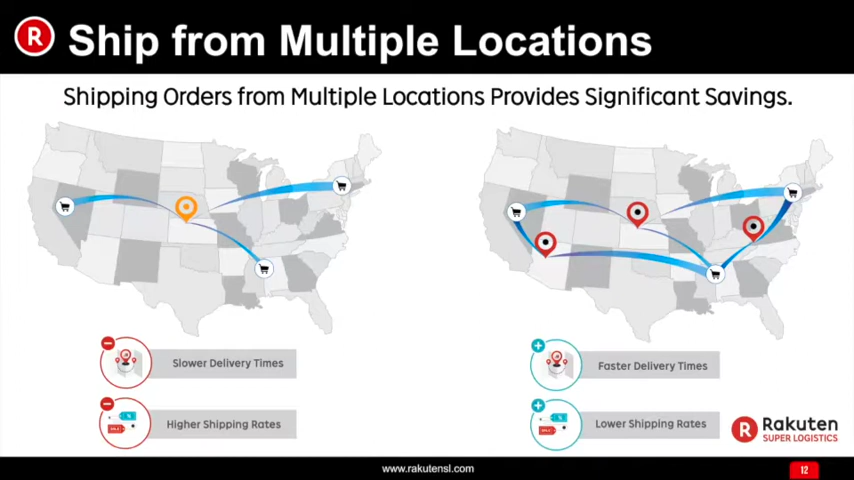 R Ship from Multiple Locations
Shipping Orders from Multiple Locations Provides Significant Savings.
Slower Delivery Times
Higher Shipping Rates
Faster Delivery Times
Lower Shipping Rates
R Rakuten
SUPER LOGISTICS
www.rakutensl.com
12